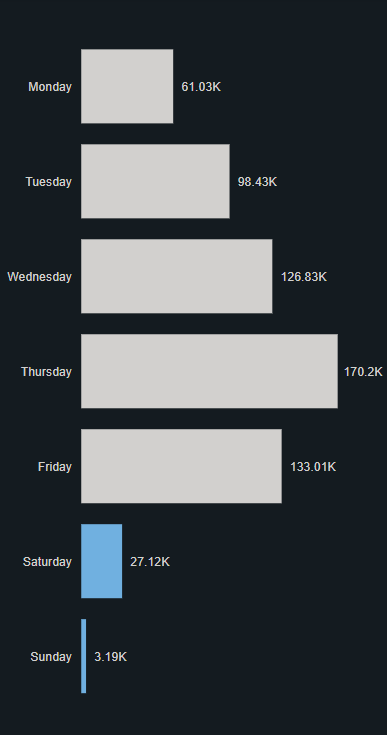 Monday 61.03K
Tuesday 98.43K
Wednesday 126.83K
Thursday 170.2K
Friday 133.01K
Saturday 27.12K
Sunday 3.19K